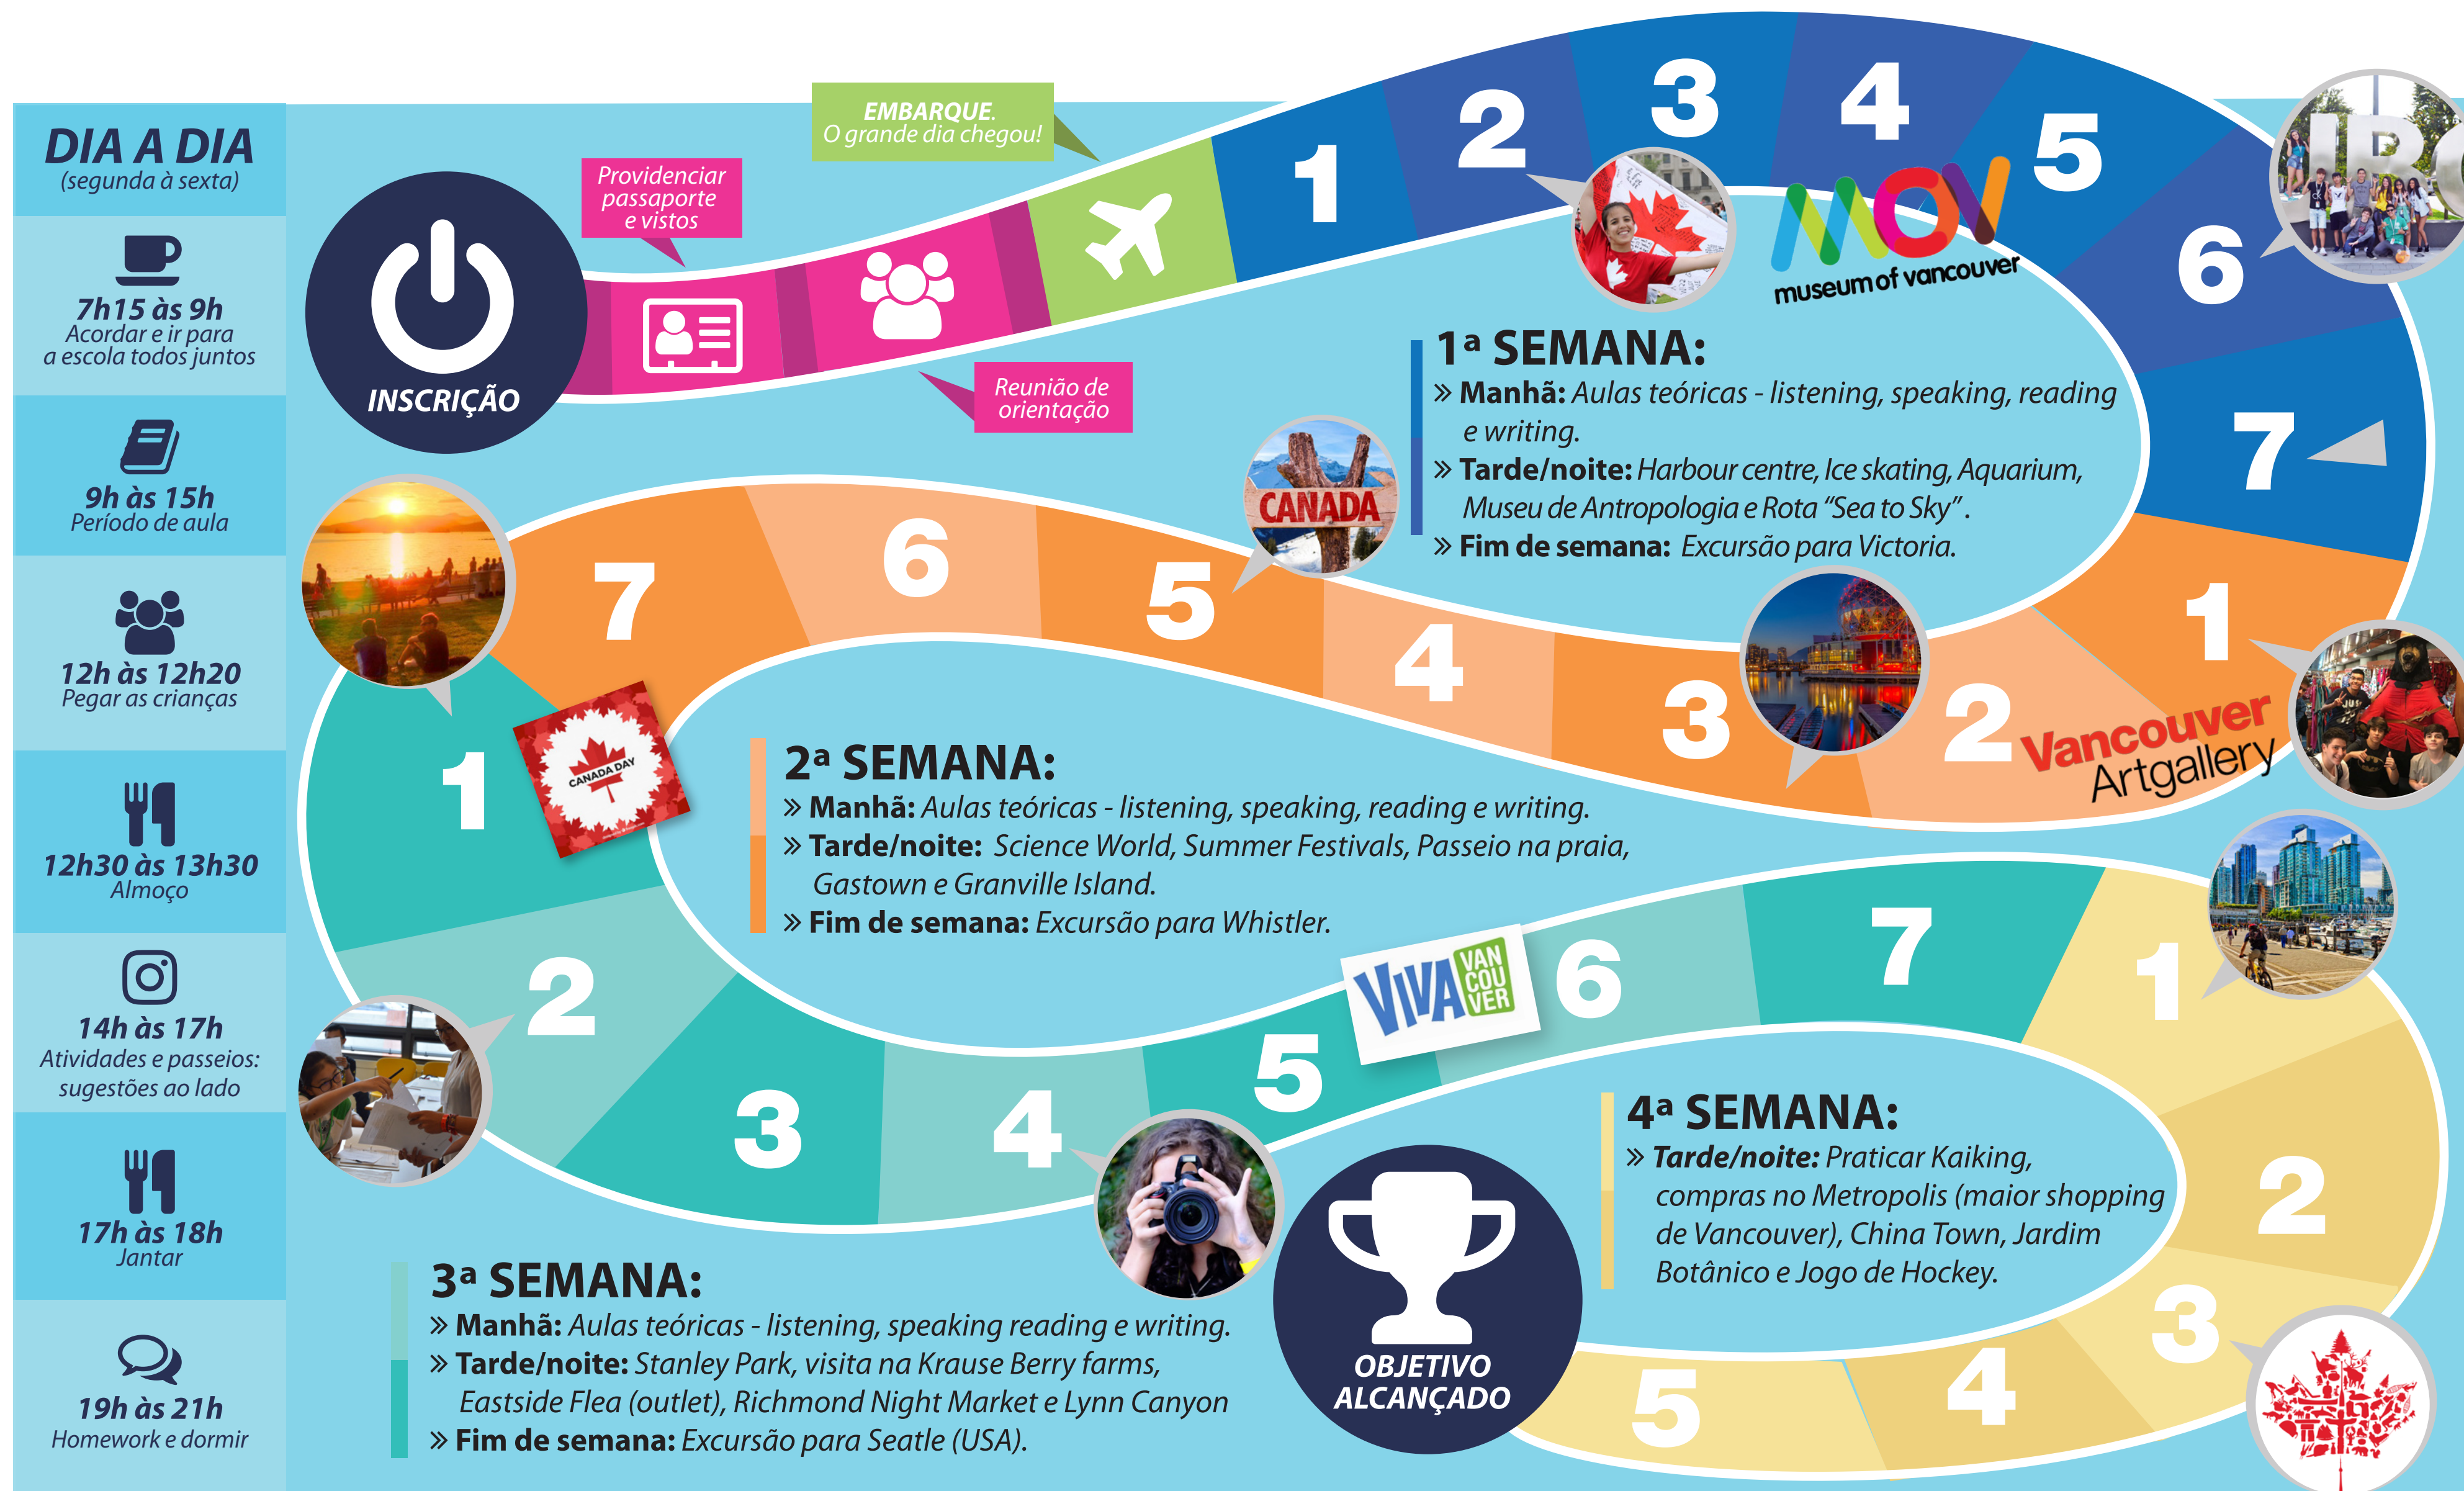 DIA A DIA
(segunda à sexta)
7h15 às 9h
Acordar e ir para
a escola todos juntos
9h às 15h
Período de aula
12h às 12h20
Pegar as crianças
12h30 às 13h30
Almoço
14h às 17h
Atividades e passeios:
sugestões ao lado
17h às 18h
Jantar
19h às 21h
Homework e dormir
INSCRIÇÃO
Providenciar
passaporte
e vistos
Reunião de
orientação
EMBARQUE.
O grande dia chegou!
1
2
3
4
5
6
7
MOV
museum of vancouver
1ª SEMANA:
» Manhã: Aulas teóricas - listening, speaking, reading
e writing.
» Tarde/noite: Harbour centre, Ice skating, Aquarium,
Museu de Antropologia e Rota “Sea to Sky” .
» Fim de semana: Excursão para Victoria.
1
2
3
4
5
6
7
Vancouver
Artgallery
CANADA
2ª SEMANA:
» Manhã: Aulas teóricas - listening, speaking, reading e writing.
» Tarde/noite: Science World, Summer Festivals, Passeio na praia,
Gastown e Granville Island.
» Fim de semana: Excursão para Whistler.
1
2
3
4
5
6
7
CANADA DAY
VIVA
VAN
COU
VER
3ª SEMANA:
» Manhã: Aulas teóricas - listening, speaking reading e writing.
» Tarde/noite: Stanley Park, visita na Krause Berry farms,
Eastside Flea (outlet), Richmond Night Market e Lynn Canyon
» Fim de semana: Excursão para Seatle (USA).
1
2
3
4
5
4ª SEMANA:
» Tarde/noite: Praticar Kaiking,
compras no Metropolis (maior shopping
de Vancouver), China Town, Jardim
Botânico e Jogo de Hockey.
OBJETIVO
ALCANÇADO